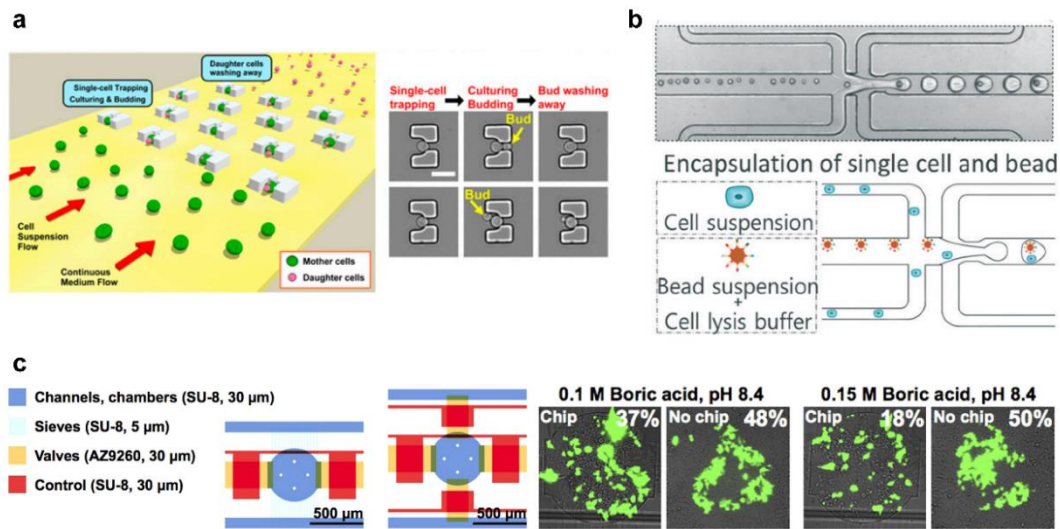 a
Daughter cells
washing away
Single-cell Trapping
Culturing & Budding
Cell
Suspension
Flow
Continuous
Medium Flow
Mother cells
Daughter cells
Single-cell
trapping
Culturing
Budding
Bud washing
away
Bud
Bud
b
Encapsulation of single cell and bead
Cell suspension
Bead suspension
+
Cell lysis buffer
c
Channels, chambers (SU-8, 30 µm)
Sieves (SU-8, 5 µm)
Valves (AZ9260, 30 µm)
Control (SU-8, 30 µm)
500 µm
500 µm
0.1 M Boric acid, pH 8.4
Chip 37%
No chip 48%
0.15 M Boric acid, pH 8.4
Chip 18%
No chip 50%